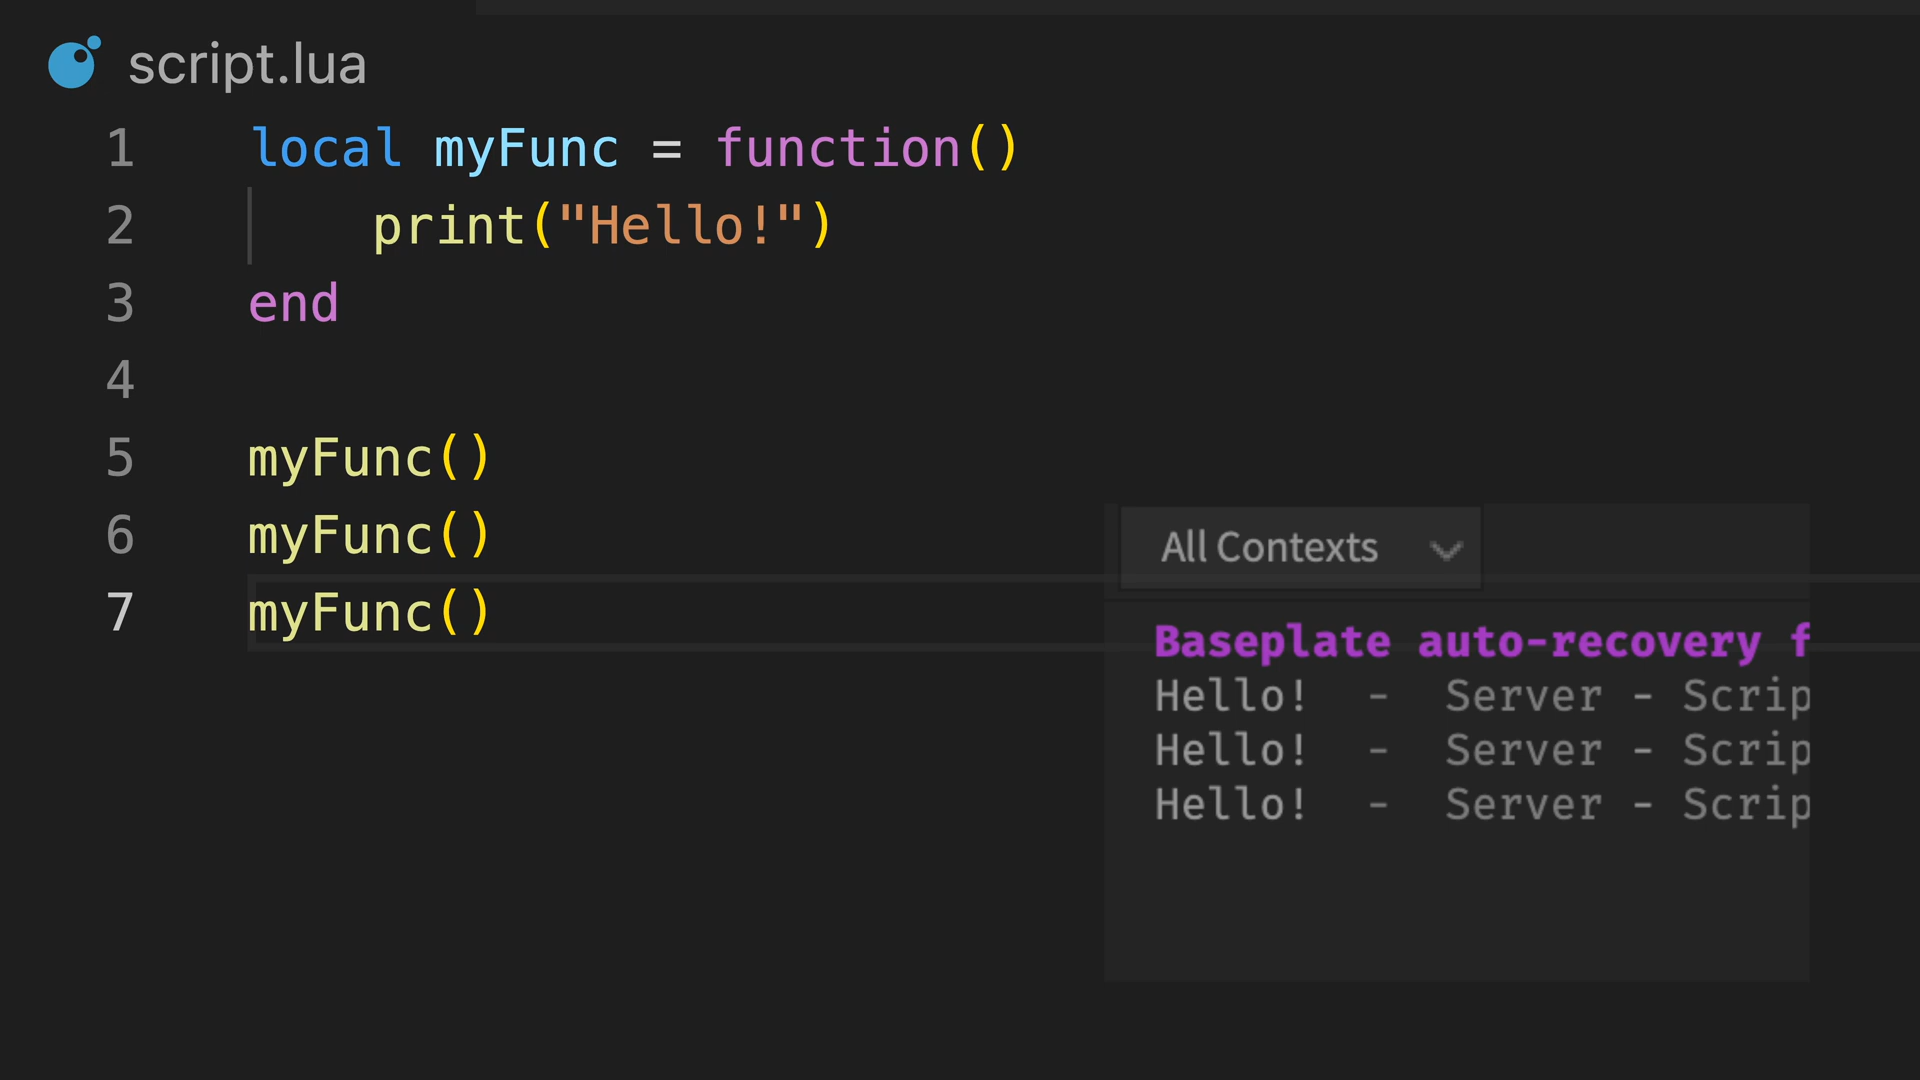 script.lua
1 local myFunc = function()
2 print("Hello!")
3 end
4
5 myFunc()
6 myFunc()
7 myFunc()
All Contexts
Baseplate auto-recovery f
Hello! - Server - Scrip
Hello! - Server - Scrip
Hello! - Server - Scrip